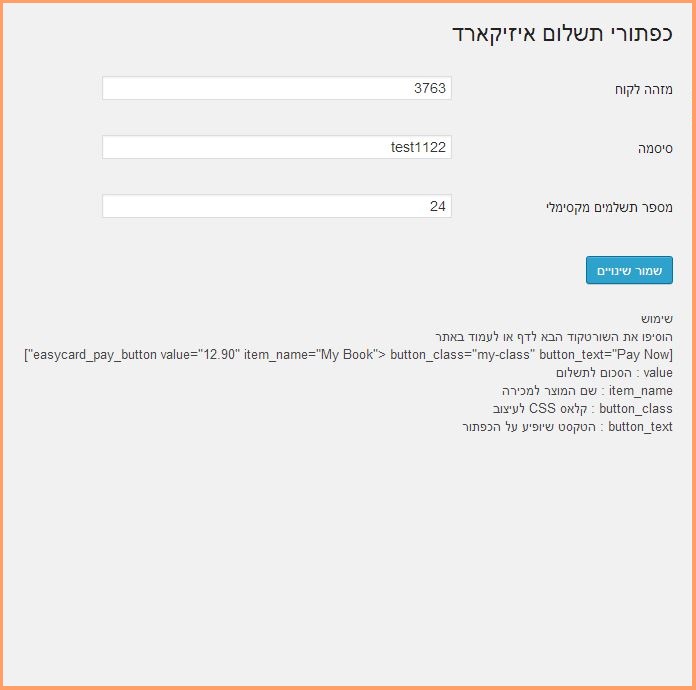 כפתורי תשלום איזיקארד
מזהה לקוח
3763
סיסמה
test1122
מספר תשלמים מקסימלי
24
שמור שינויים
שימוש
הוסיפו את השורטקוד הבא לדף או לעמוד באתר
["easycard_pay_button value="12.90" item_name="My Book"> button_class="my-class" button_text="Pay Now]
value : הסכום לתשלום
item_name : שם המוצר למכירה
button_class : קלאס CSS לעיצוב
button_text : הטקסט שיופיע על הכפתור